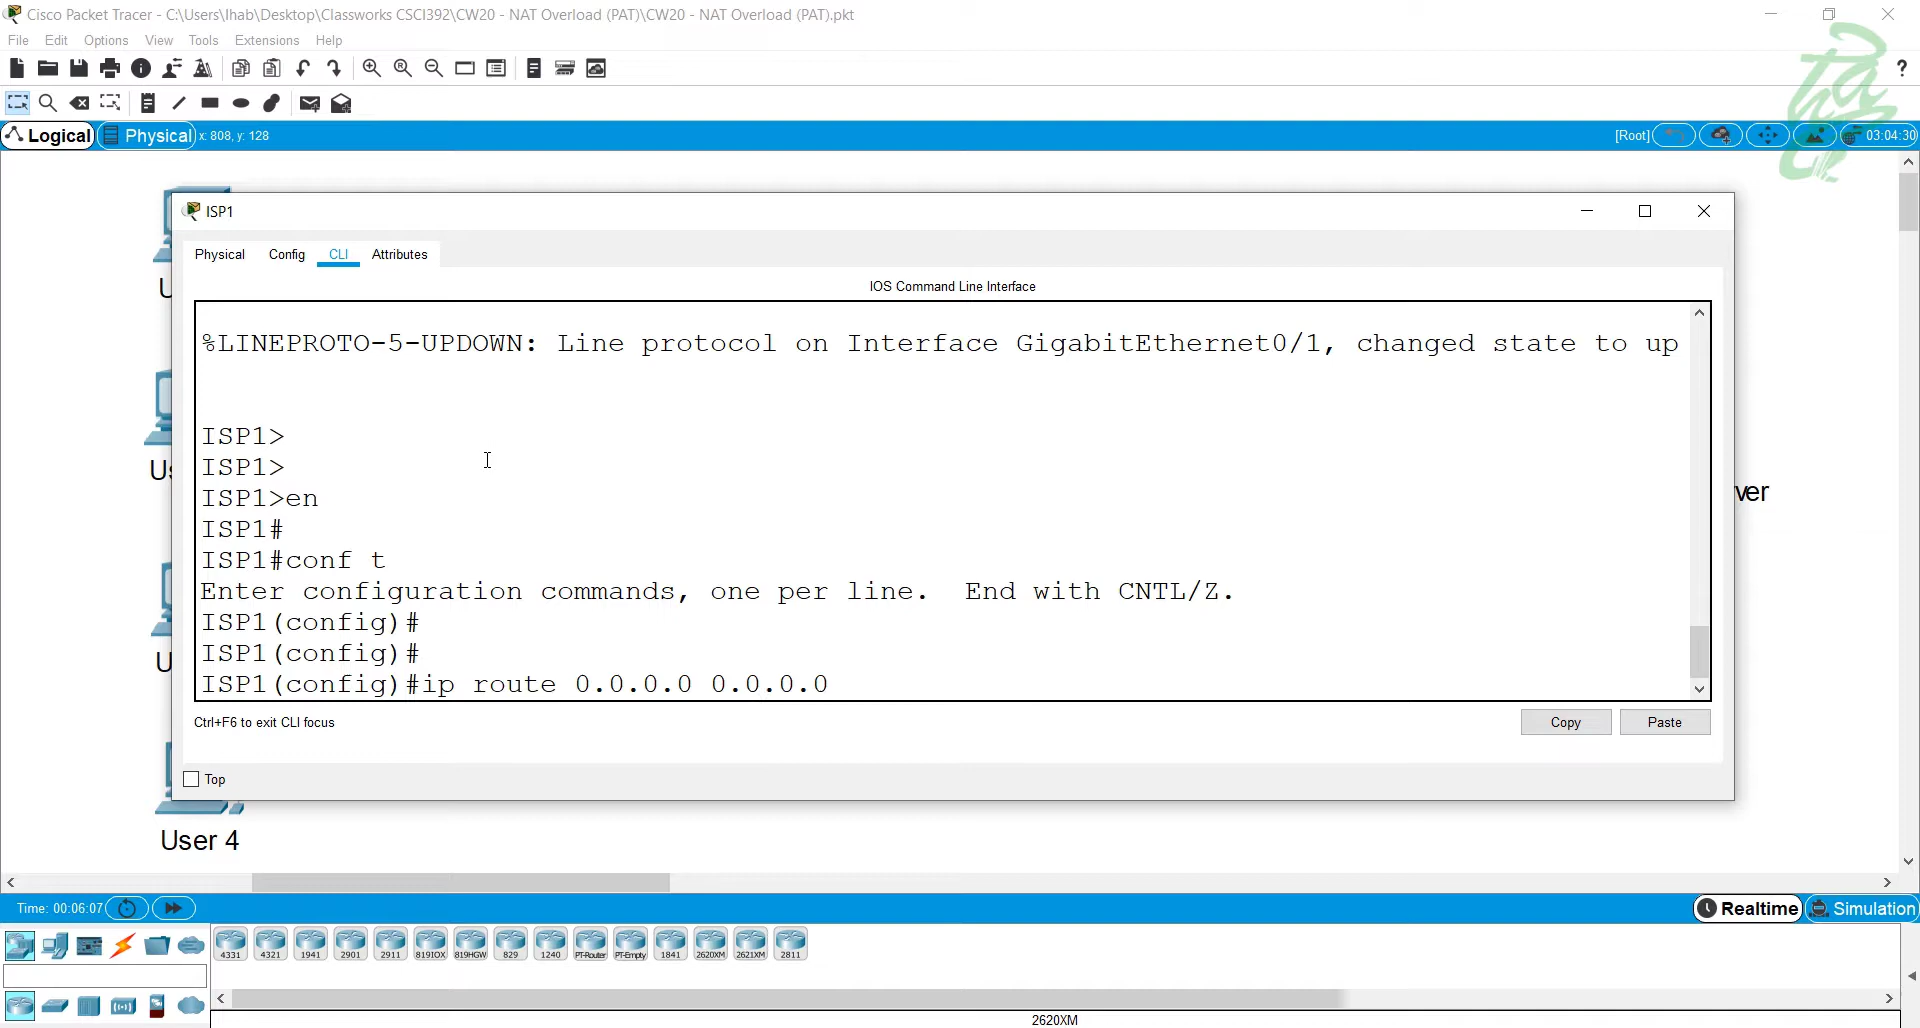 Cisco Packet Tracer - C:\Users\Ihab\Desktop\Classworks CSCI392\CW20 - NAT Overload (PAT)\CW20 - NAT Overload (PAT).pkt
File Edit Options View Tools Extensions Help
?
Logical Physical x: 808, y: 128 [Root] 03:04:30
ISP1
Physical Config CLI Attributes
IOS Command Line Interface
%LINEPROTO-5-UPDOWN: Line protocol on Interface GigabitEthernet0/1, changed state to up
ISP1>
ISP1>
ISP1>en
ISP1#
ISP1#conf t
Enter configuration commands, one per line.  End with CNTL/Z.
ISP1(config)#
ISP1(config)#
ISP1(config)#ip route 0.0.0.0 0.0.0.0
Ctrl+F6 to exit CLI focus Copy Paste
Top
ver
User 4
Time: 00:06:07 Realtime Simulation
4331 4321 1941 2901 2911 819IOX 819HGW 829 1240 PT-Router PT-Empty 1841 2620XM 2621XM 2811
2620XM